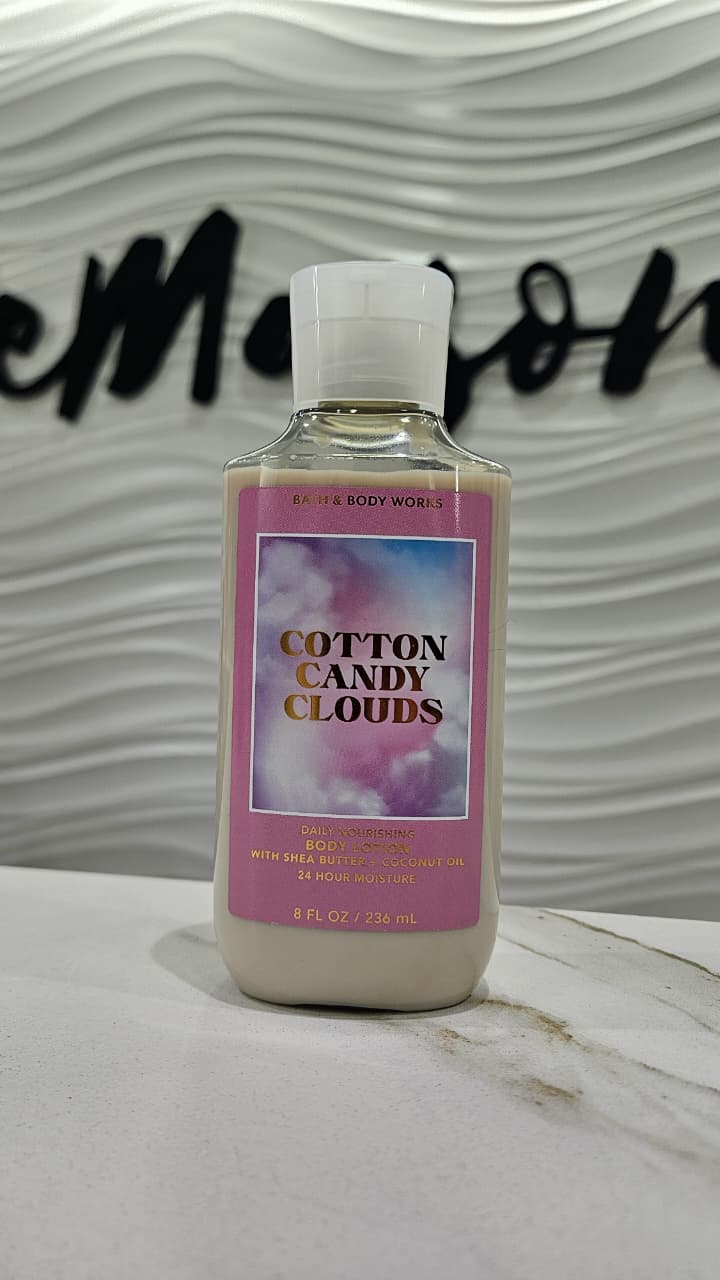 eMaison
BATH & BODY WORKS
COTTON
CANDY
CLOUDS
DAILY NOURISHING
BODY LOTION
WITH SHEA BUTTER + COCONUT OIL
24 HOUR MOISTURE
8 FL OZ / 236 mL